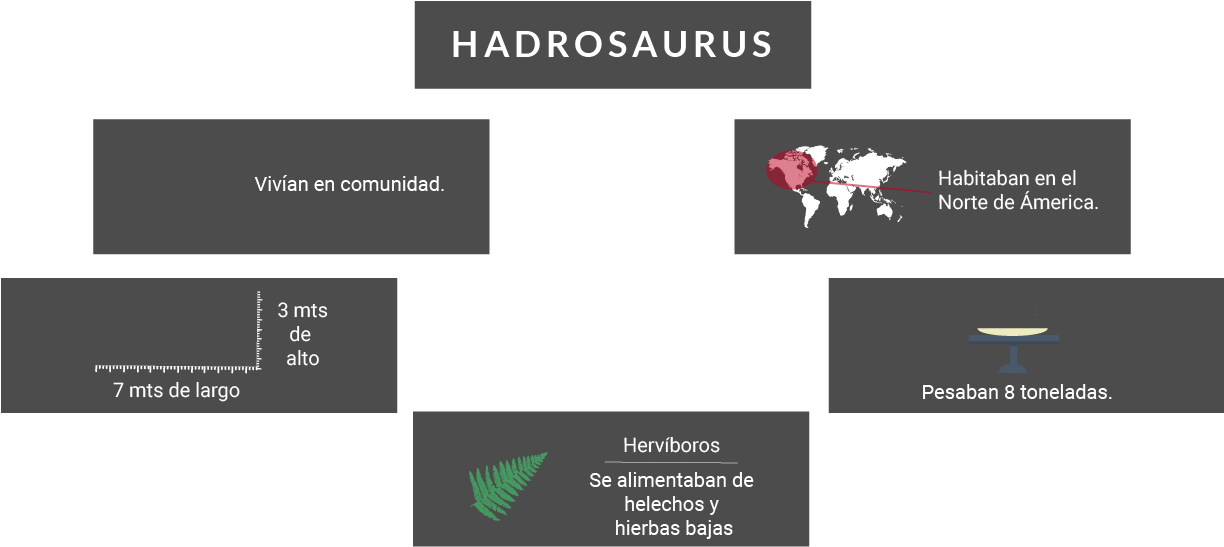 HADROSAURUS
Vivían en comunidad.
Habitaban en el
Norte de Ámerica.
3 mts
de
alto
7 mts de largo
Pesaban 8 toneladas.
Hervíboros
Se alimentaban de
helechos y
hierbas bajas